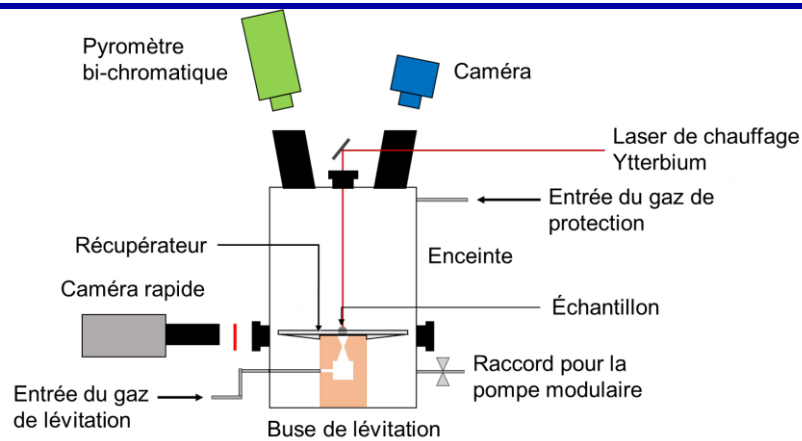 Pyromètre
bi-chromatique
Caméra
Laser de chauffage
Ytterbium
Entrée du gaz de
protection
Récupérateur
Enceinte
Caméra rapide
Échantillon
Raccord pour la
pompe modulaire
Entrée du gaz
de lévitation
Buse de lévitation